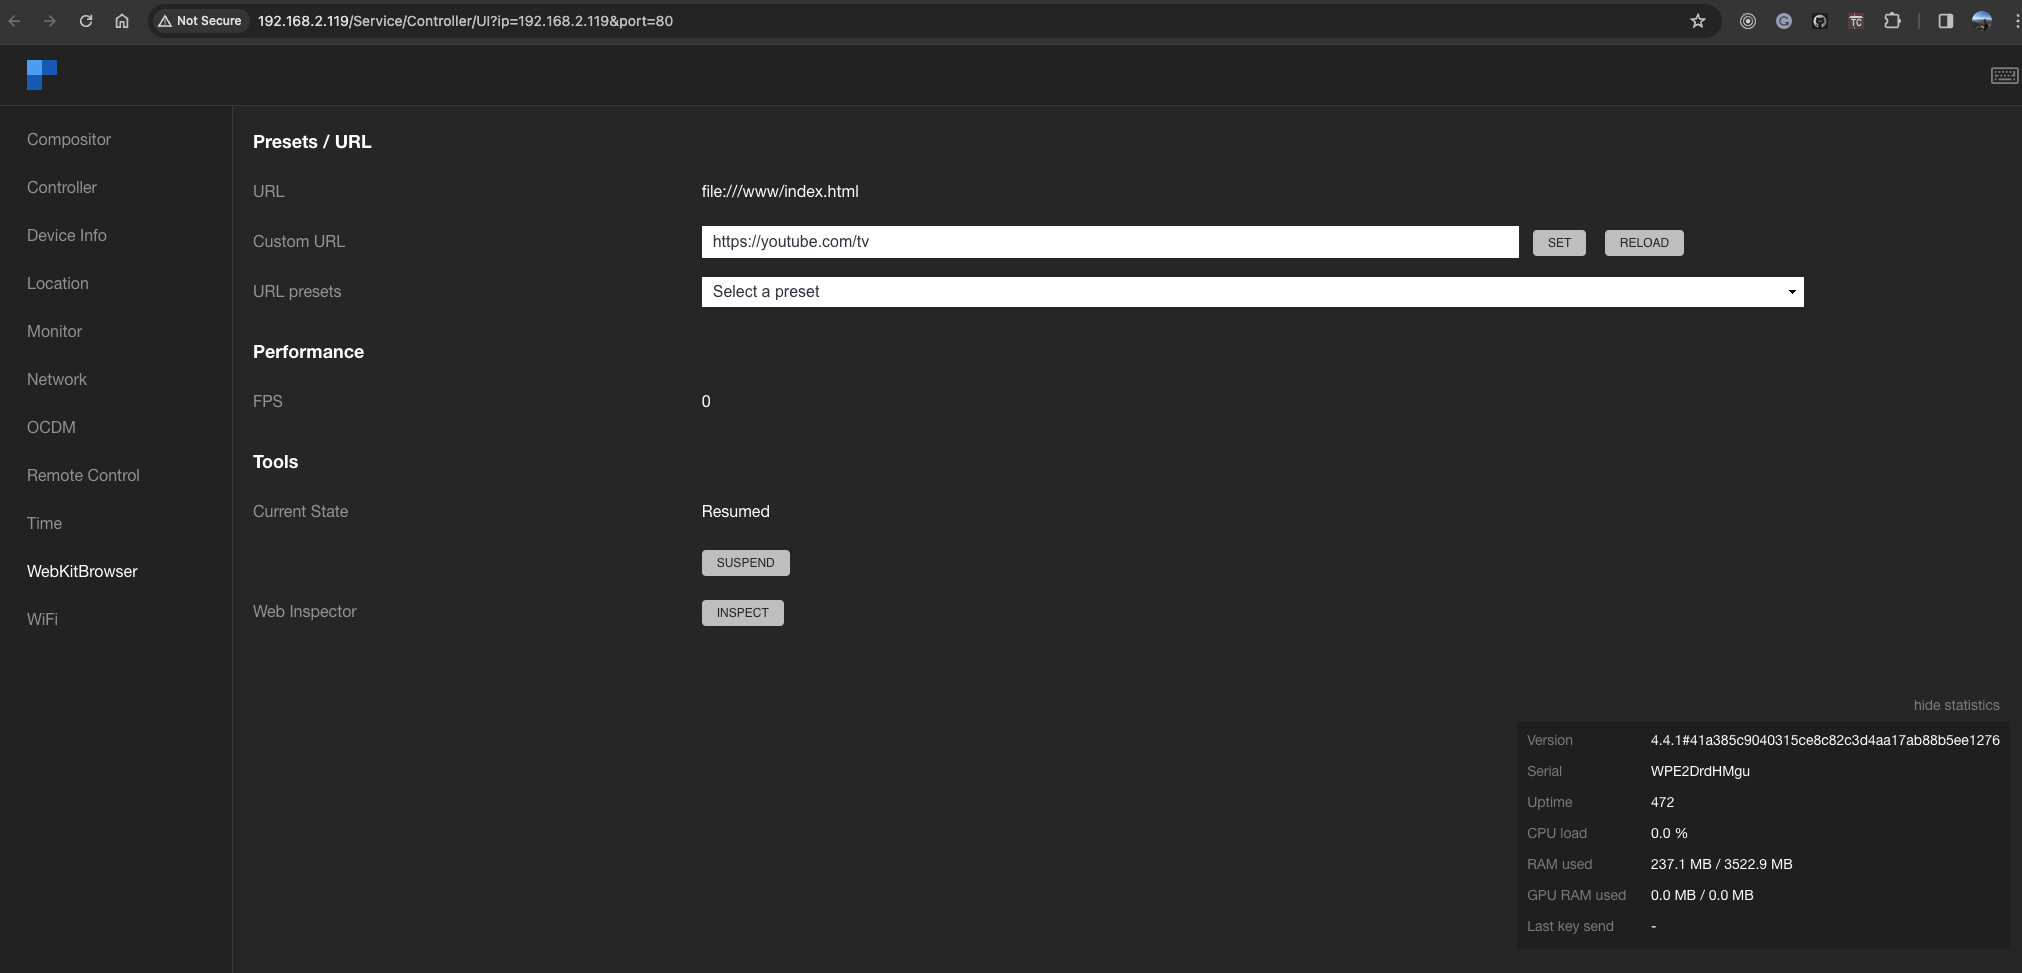 Not Secure 192.168.2.119/Service/Controller/UI?ip=192.168.2.119&port=80
TC
Compositor
Controller
Device Info
Location
Monitor
Network
OCDM
Remote Control
Time
WebKitBrowser
WiFi
Presets / URL
URL file:///www/index.html
Custom URL https://youtube.com/tv SET RELOAD
URL presets Select a preset
Performance
FPS 0
Tools
Current State Resumed
SUSPEND
Web Inspector INSPECT
hide statistics
Version 4.4.1#41a385c9040315ce8c82c3d4aa17ab88b5ee1276
Serial WPE2DrdHMgu
Uptime 472
CPU load 0.0 %
RAM used 237.1 MB / 3522.9 MB
GPU RAM used 0.0 MB / 0.0 MB
Last key send -